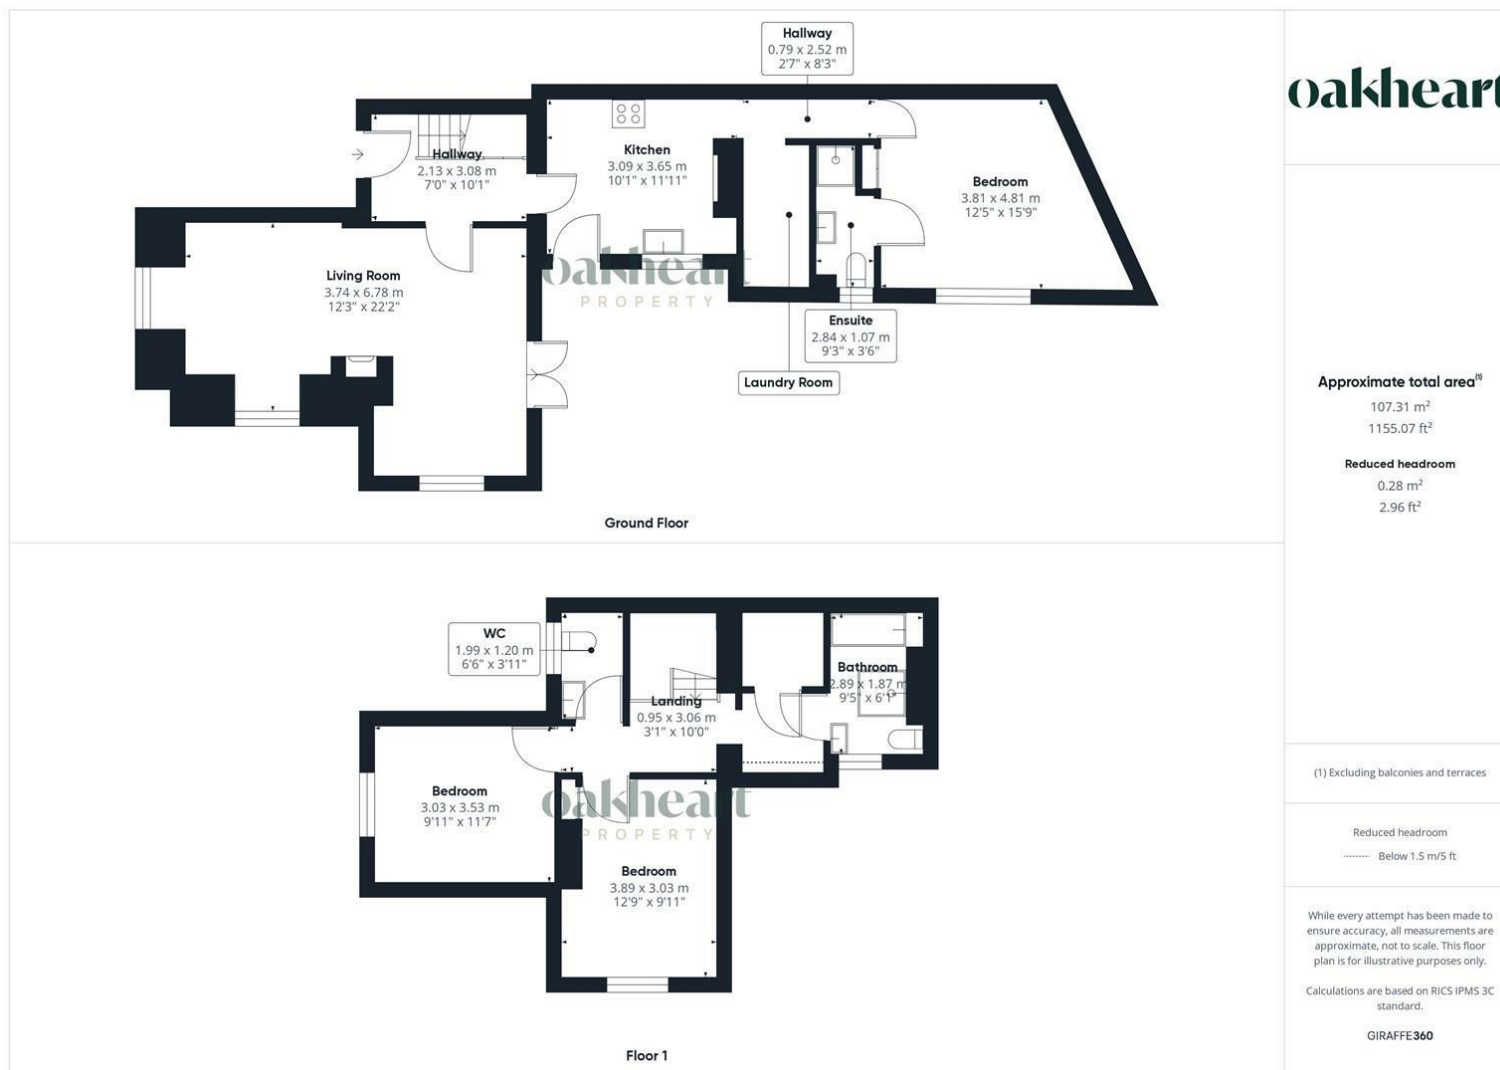 Hallway
0.79 x 2.52 m
2'7" x 8'3"
Hallway
2.13 x 3.08 m
7'0" x 10'1"
Kitchen
3.09 x 3.65 m
10'1" x 11'11"
Bedroom
3.81 x 4.81 m
12'5" x 15'9"
Living Room
3.74 x 6.78 m
12'3" x 22'2"
oakheart
PROPERTY
Ensuite
2.84 x 1.07 m
9'3" x 3'6"
Laundry Room
Ground Floor
WC
1.99 x 1.20 m
6'6" x 3'11"
Landing
0.95 x 3.06 m
3'1" x 10'0"
Bathroom
2.89 x 1.87 m
9'5" x 6'1"
Bedroom
3.03 x 3.53 m
9'11" x 11'7"
oakheart
PROPERTY
Bedroom
3.89 x 3.03 m
12'9" x 9'11"
Floor 1
oakheart
Approximate total area(1)
107.31 m²
1155.07 ft²
Reduced headroom
0.28 m²
2.96 ft²
(1) Excluding balconies and terraces
Reduced headroom
Below 1.5 m/5 ft
While every attempt has been made to
ensure accuracy, all measurements are
approximate, not to scale. This floor
plan is for illustrative purposes only.
Calculations are based on RICS IPMS 3C
standard.
GIRAFFE360